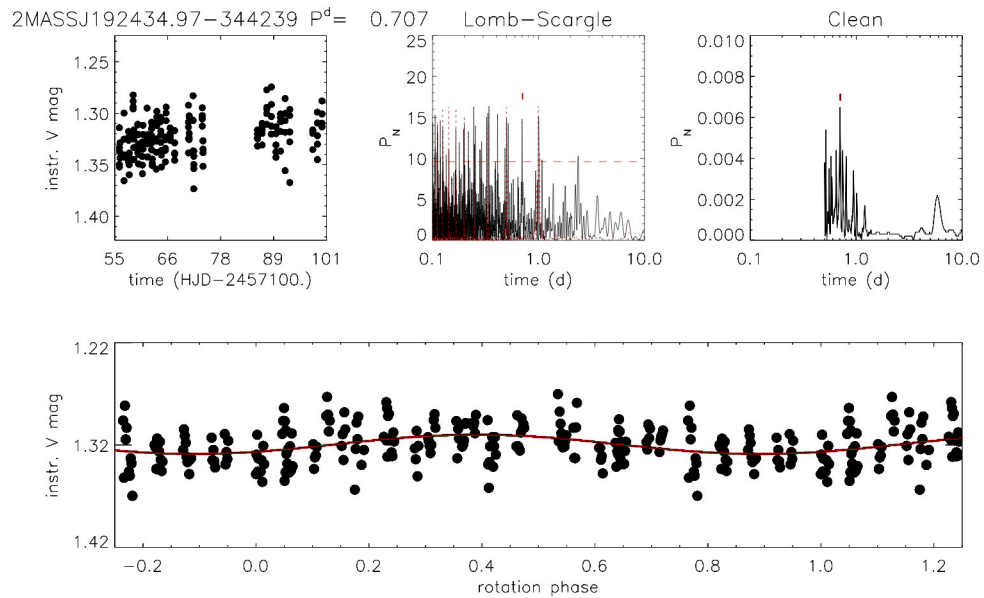 2MASSJ192434.97-344239 P^d= 0.707 Lomb-Scargle Clean
1.25
1.30
1.35
1.40
instr. V mag
55 66 78 89 101
time (HJD-2457100.)
25
20
15
10
5
0
P_N
0.1 1.0 10.0
time (d)
0.010
0.008
0.006
0.004
0.002
0.000
P_N
0.1 1.0 10.0
time (d)
1.22
1.32
1.42
instr. V mag
-0.2 0.0 0.2 0.4 0.6 0.8 1.0 1.2
rotation phase